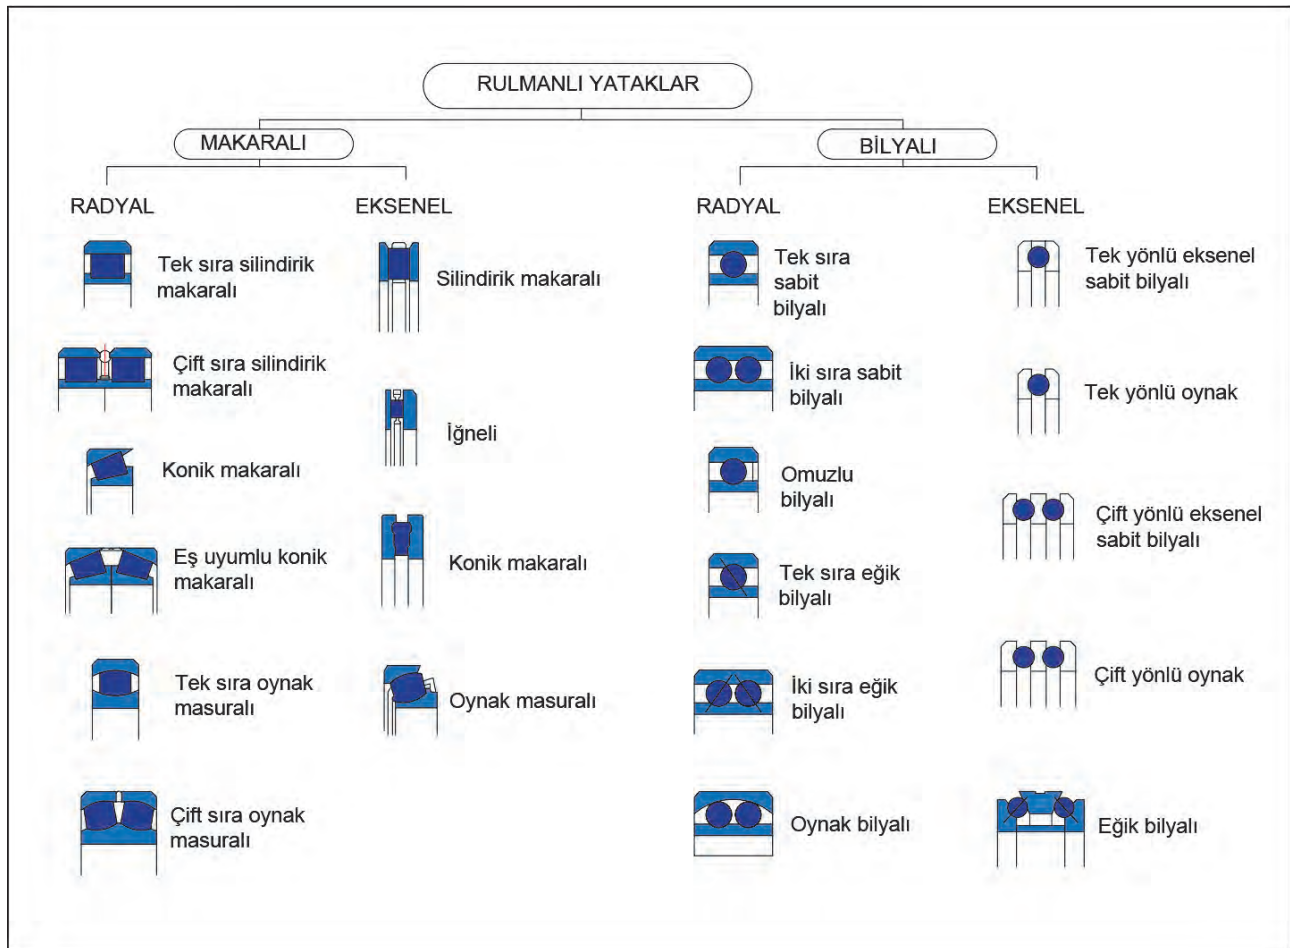 RULMANLI YATAKLAR
MAKARALI
BİLYALI
RADYAL
EKSENEL
RADYAL
EKSENEL
Tek sıra silindirik
makaralı
Çift sıra silindirik
makaralı
Konik makaralı
Eş uyumlu konik
makaralı
Tek sıra oynak
masuralı
Çift sıra oynak
masuralı
Silindirik makaralı
İğneli
Konik makaralı
Oynak masuralı
Tek sıra
sabit
bilyalı
İki sıra sabit
bilyalı
Omuzlu
bilyalı
Tek sıra eğik
bilyalı
İki sıra eğik
bilyalı
Oynak bilyalı
Tek yönlü eksenel
sabit bilyalı
Tek yönlü oynak
Çift yönlü eksenel
sabit bilyalı
Çift yönlü oynak
Eğik bilyalı